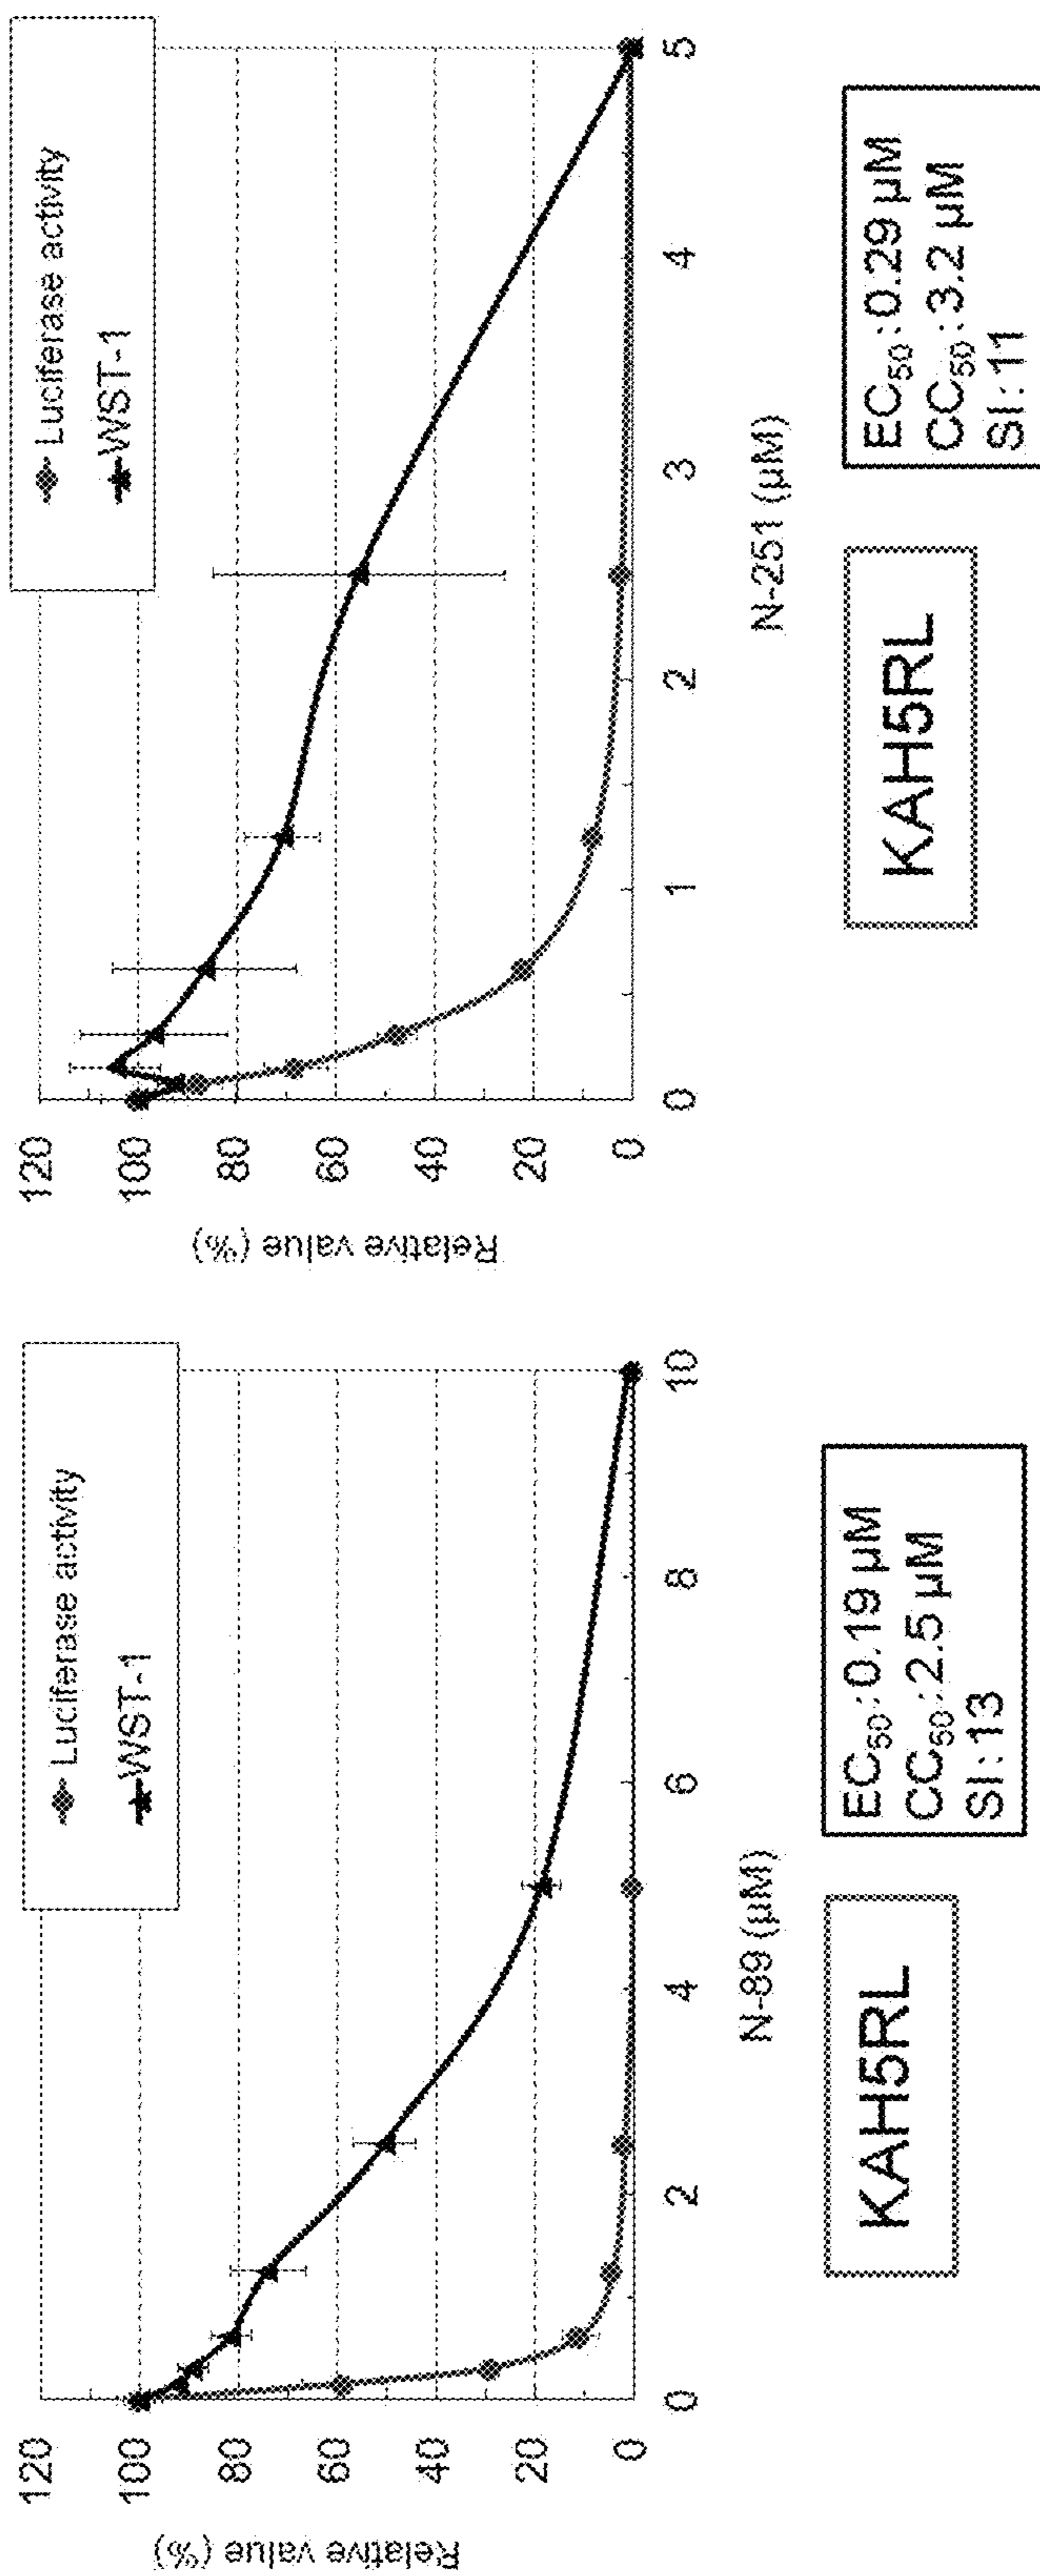 Relative value (%)
120
100
80
60
40
20
0
Luciferase activity
WST-1
0
2
4
6
8
10
N-89 (µM)
KAH5RL
EC50:0.19 µM
CC50:2.5 µM
SI:13
Relative value (%)
120
100
80
60
40
20
0
Luciferase activity
WST-1
0
1
2
3
4
5
N-251 (µM)
KAH5RL
EC50:0.29 µM
CC50:3.2 µM
SI:11